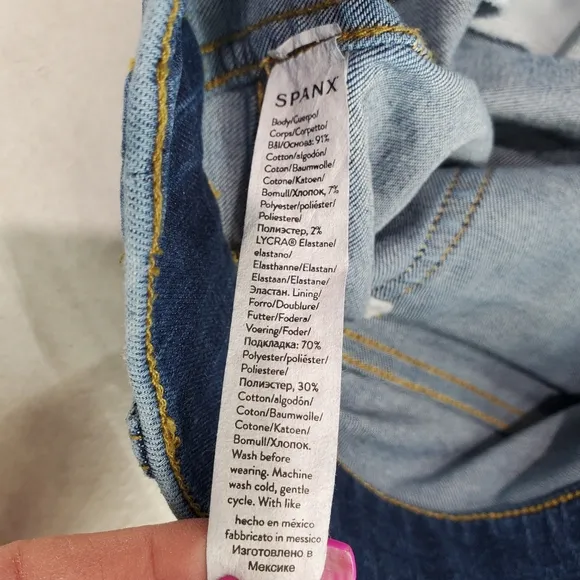 SPANX
Body/Cuerpo/
Corps/Corpetto/
Bål/Основа: 91%
Cotton/algodón/
Coton/Baumwolle/
Cotone/Katoen/
Bomull/Хлопок, 7%
Polyester/poliéster/
Poliestere/
Полиэстер, 2%
LYCRA® Elastane/
elastano/
Elasthanne/Elastan/
Elastaan/Elastane/
Эластан. Lining/
Forro/Doublure/
Futter/Fodera/
Voering/Foder/
Подкладка: 70%
Polyester/poliéster/
Poliestere/
Полиэстер, 30%
Cotton/algodón/
Coton/Baumwolle/
Cotone/Katoen/
Bomull/Хлопок.
Wash before
wearing. Machine
wash cold, gentle
cycle. With like
hecho en méxico
fabbricato in messico
Изготовлено в
Мексике